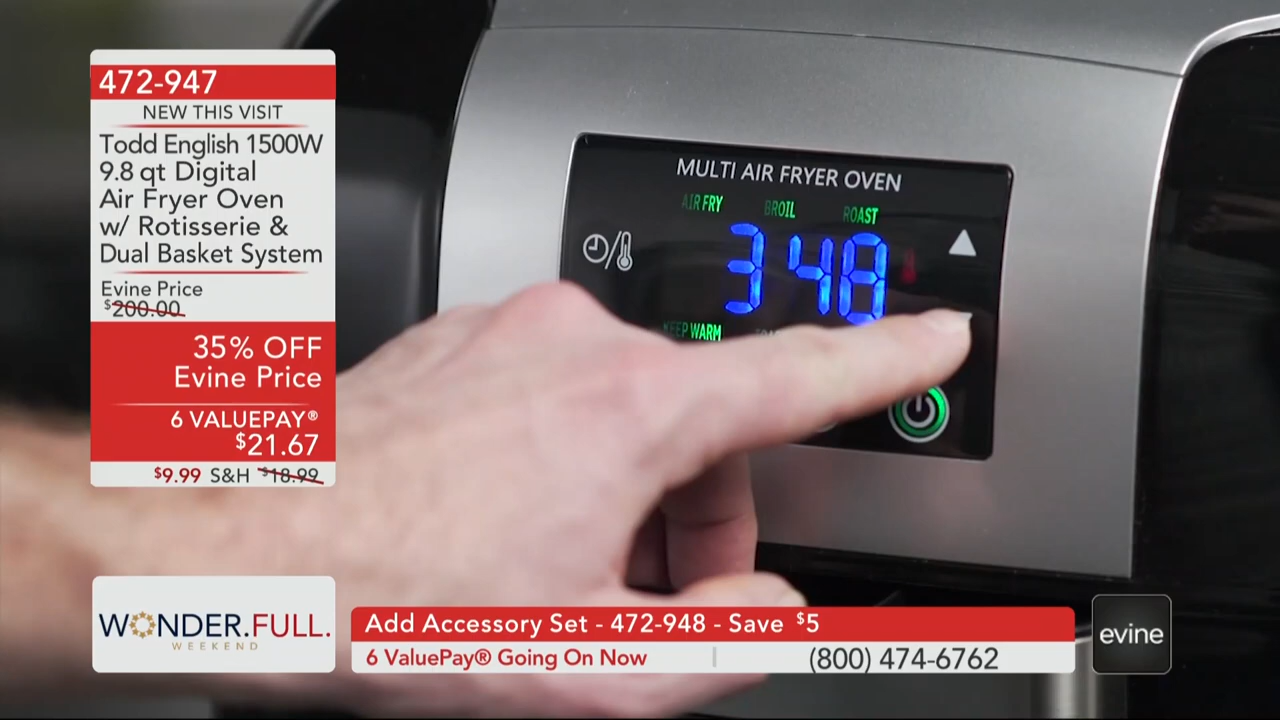 472-947
NEW THIS VISIT
Todd English 1500W
9.8 qt Digital
Air Fryer Oven
w/ Rotisserie &
Dual Basket System
Evine Price
$200.00
35% OFF
Evine Price
6 VALUEPAY®
$21.67
$9.99 S&H $18.99
MULTI AIR FRYER OVEN
AIR FRY BROIL ROAST
348
KEEP WARM
WONDER.FULL.
WEEKEND
Add Accessory Set - 472-948 - Save $5
6 ValuePay® Going On Now
(800) 474-6762
evine